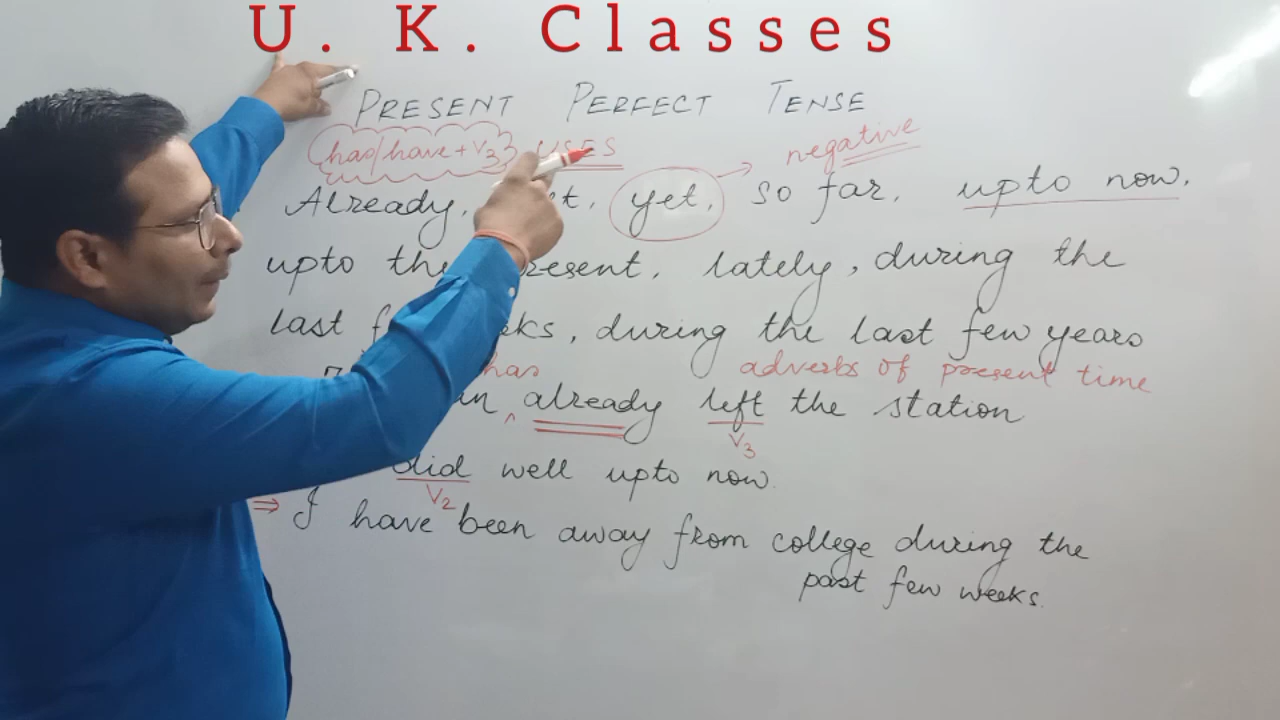 U. K. Classes
PRESENT PERFECT TENSE
has/have + V3 USES negative
Already, yet, so far, upto now,
upto the present, lately, during the
last during the last few years
has adverbs of present time
already left the station
V3
did well upto now.
V2
⇒ I have been away from college during the
past few weeks.